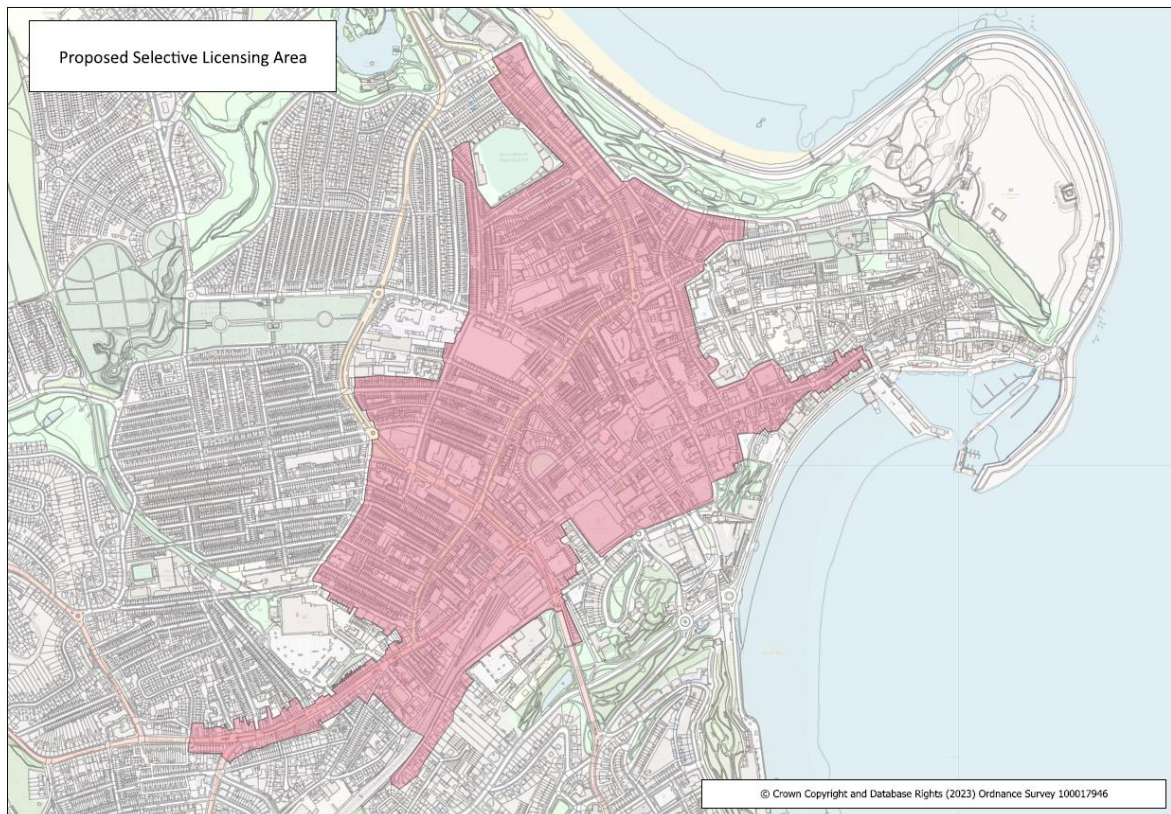 Proposed Selective Licensing Area
© Crown Copyright and Database Rights (2023) Ordnance Survey 100017946